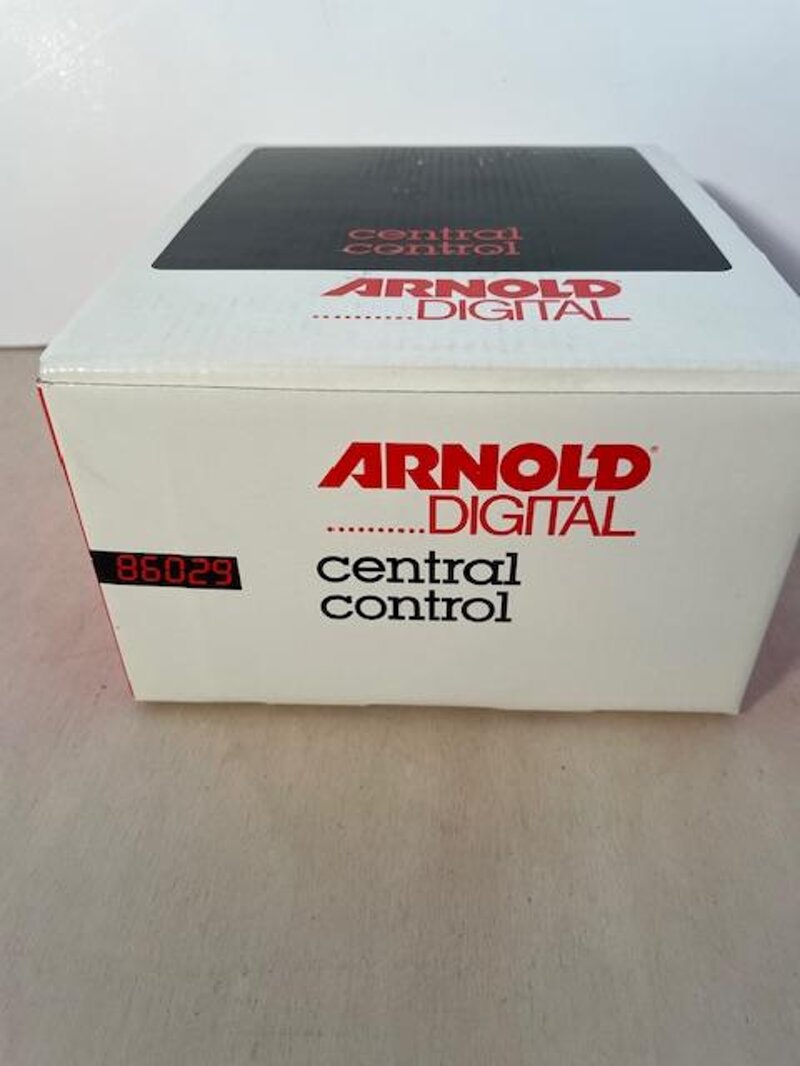 central
control
ARNOLD
..........DIGITAL
ARNOLD®
..........DIGITAL
86029
central
control